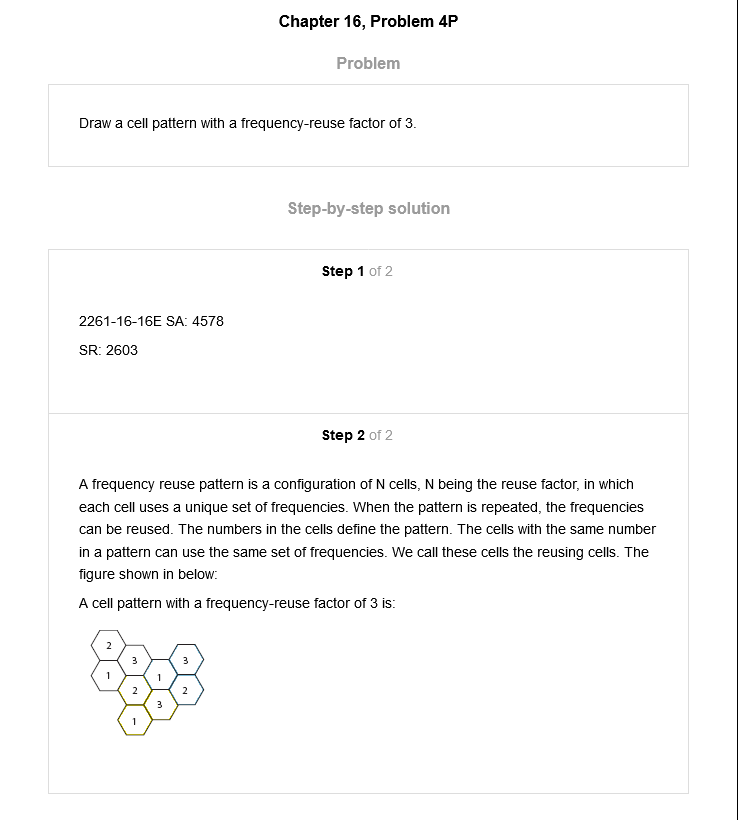 Chapter 16, Problem 4P
Problem
Draw a cell pattern with a frequency-reuse factor of 3.
Step-by-step solution
Step 1 of 2
2261-16-16E SA: 4578
SR: 2603
Step 2 of 2
A frequency reuse pattern is a configuration of N cells, N being the reuse factor, in which
each cell uses a unique set of frequencies. When the pattern is repeated, the frequencies
can be reused. The numbers in the cells define the pattern. The cells with the same number
in a pattern can use the same set of frequencies. We call these cells the reusing cells. The
figure shown in below:
A cell pattern with a frequency-reuse factor of 3 is:
2
3
3
1
1
2
2
3
1